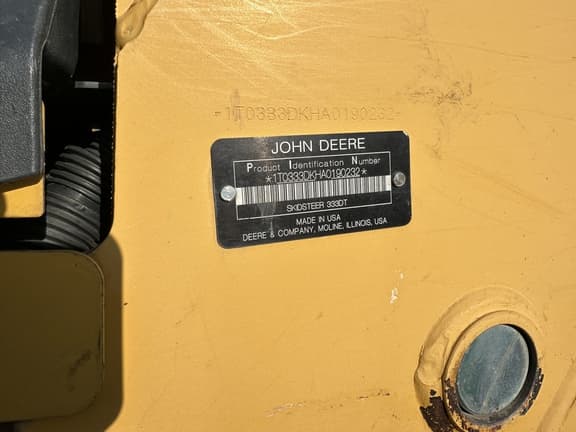 -1T0333DKHA0190232-
JOHN DEERE
Product Identification Number
*1T0333DKHA0190232*
SKIDSTEER 333DT
MADE IN USA
DEERE & COMPANY, MOLINE, ILLINOIS, USA